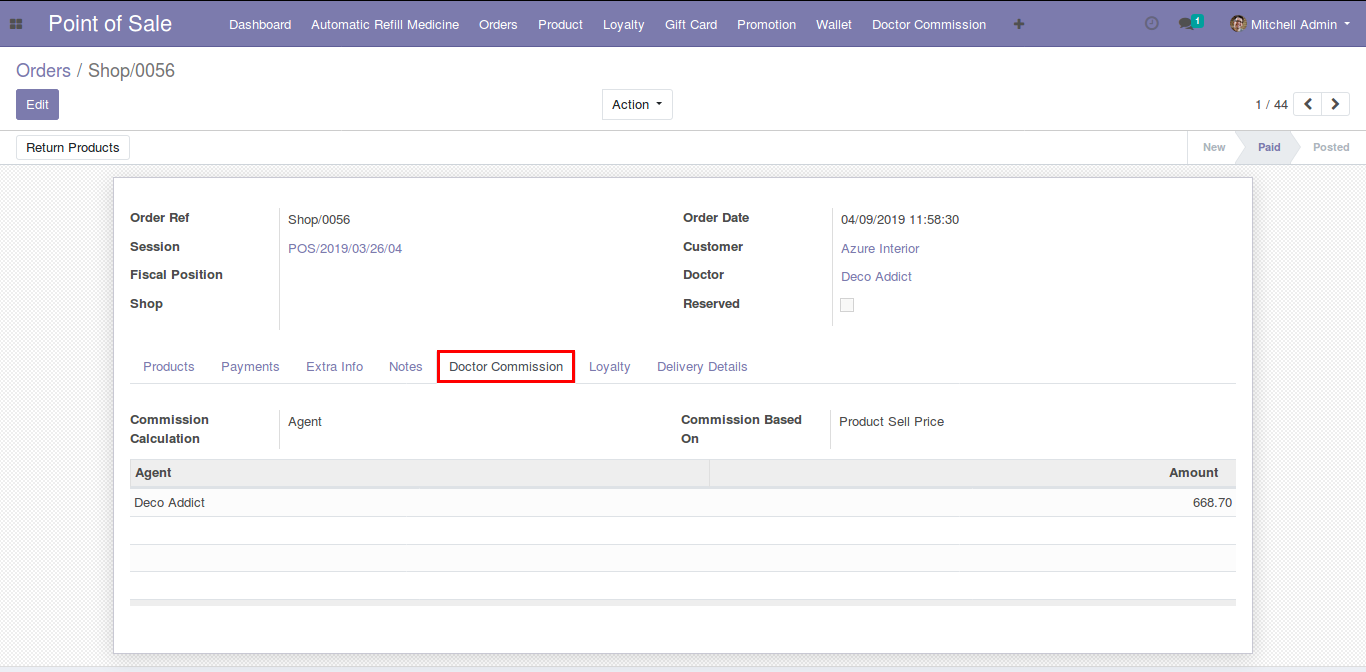 Point of Sale Dashboard Automatic Refill Medicine Orders Product Loyalty Gift Card Promotion Wallet Doctor Commission 1 Mitchell Admin
Orders / Shop/0056
Edit Action 1 / 44
Return Products New Paid Posted
Order Ref Shop/0056 Order Date 04/09/2019 11:58:30
Session POS/2019/03/26/04 Customer Azure Interior
Fiscal Position Doctor Deco Addict
Shop Reserved
Products Payments Extra Info Notes Doctor Commission Loyalty Delivery Details
Commission Calculation Agent Commission Based On Product Sell Price
Agent Amount
Deco Addict 668.70